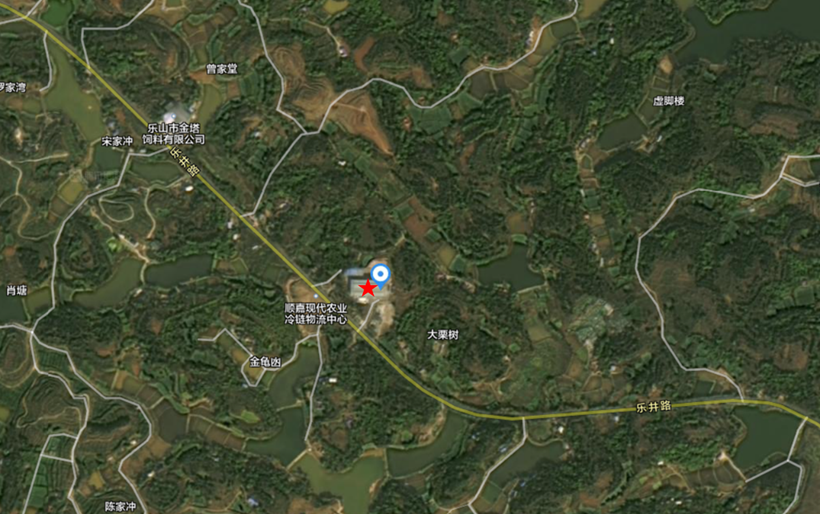 曾家堂
罗家湾
虚脚楼
乐山市金塔
饲料有限公司
宋家冲
乐井路
肖塘
顺嘉现代农业
冷链物流中心
大栗树
金龟凼
乐井路
陈家冲